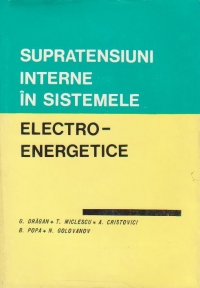 SUPRATENSIUNI
INTERNE
ÎN SISTEMELE
ELECTRO-
ENERGETICE
G. DRĂGAN • T. MICLESCU • A. CRISTOVICI
B. POPA • N. GOLOVANOV